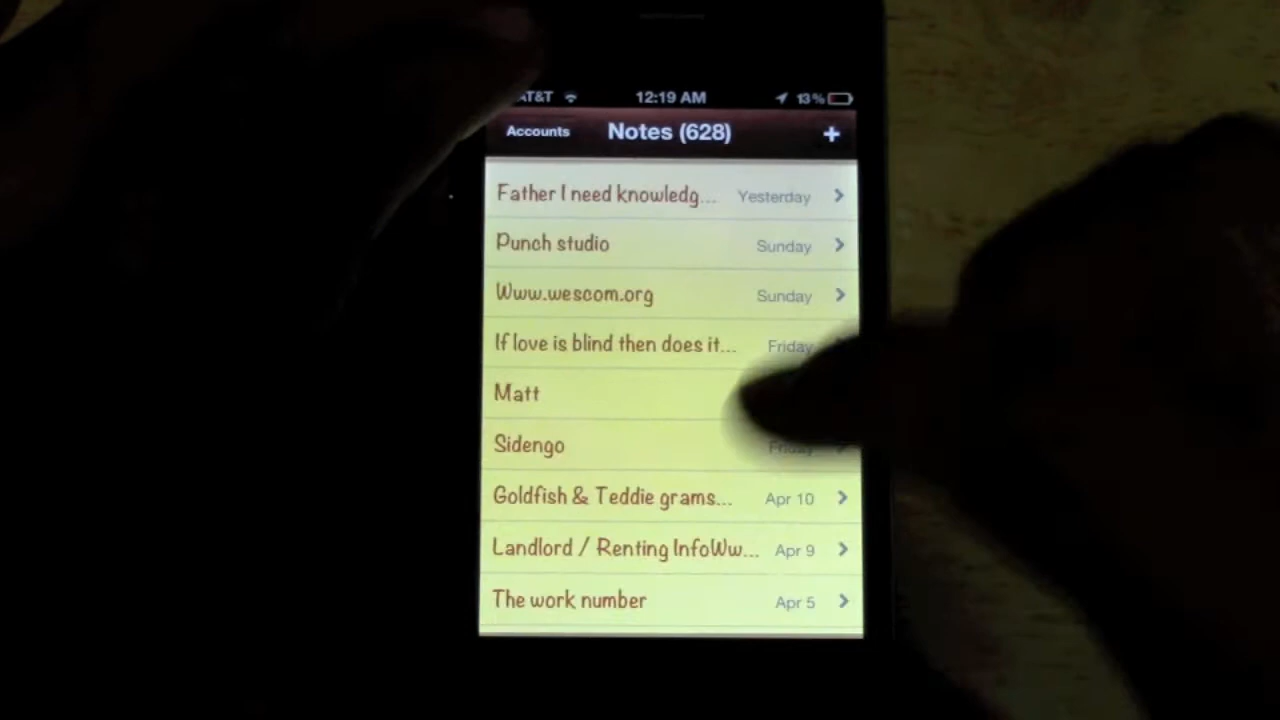 AT&T 12:19 AM 13%
Accounts Notes (628) +
Father I need knowledg... Yesterday
Punch studio Sunday
Www.wescom.org Sunday
If love is blind then does it... Friday
Matt
Sidengo Friday
Goldfish & Teddie grams... Apr 10
Landlord / Renting InfoWw... Apr 9
The work number Apr 5